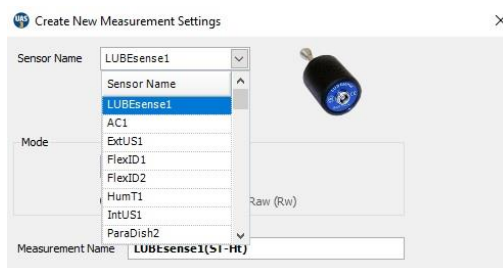 UAS
Create New Measurement Settings
Sensor Name LUBEsense1
Sensor Name
LUBEsense1
AC1
Mode
ExtUS1
FlexID1
FlexID2
HumT1
Raw (Rw)
IntUS1
ParaDish2
Measurement Name LUBEsense1(ST-Ht)